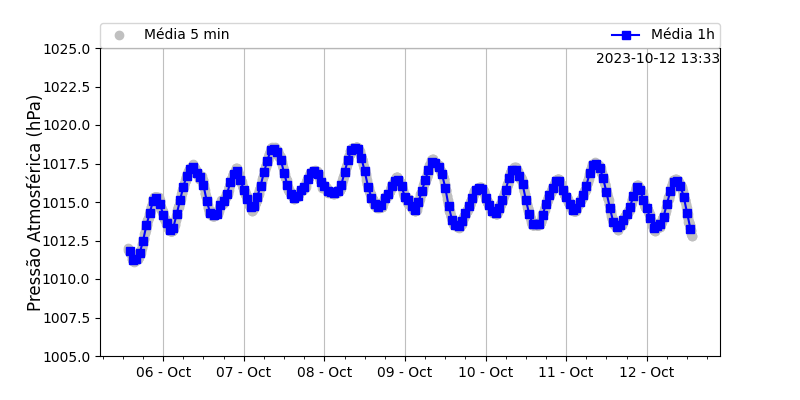 Média 5 min
Média 1h
2023-10-12 13:33
Pressão Atmosférica (hPa)
1025.0
1022.5
1020.0
1017.5
1015.0
1012.5
1010.0
1007.5
1005.0
06 - Oct
07 - Oct
08 - Oct
09 - Oct
10 - Oct
11 - Oct
12 - Oct